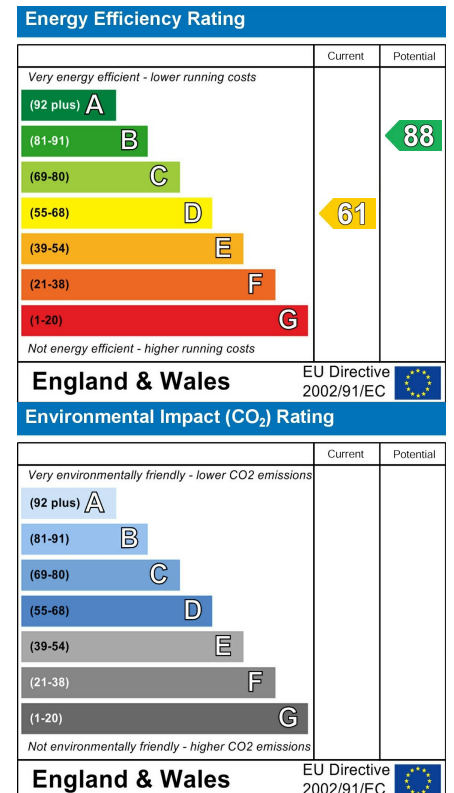 Energy Efficiency Rating
Current Potential
Very energy efficient - lower running costs
(92 plus) A
(81-91) B
88
(69-80) C
(55-68) D
61
(39-54) E
(21-38) F
(1-20) G
Not energy efficient - higher running costs
England & Wales
EU Directive
2002/91/EC
Environmental Impact (CO₂) Rating
Current Potential
Very environmentally friendly - lower CO2 emissions
(92 plus) A
(81-91) B
(69-80) C
(55-68) D
(39-54) E
(21-38) F
(1-20) G
Not environmentally friendly - higher CO2 emissions
England & Wales
EU Directive
2002/91/EC